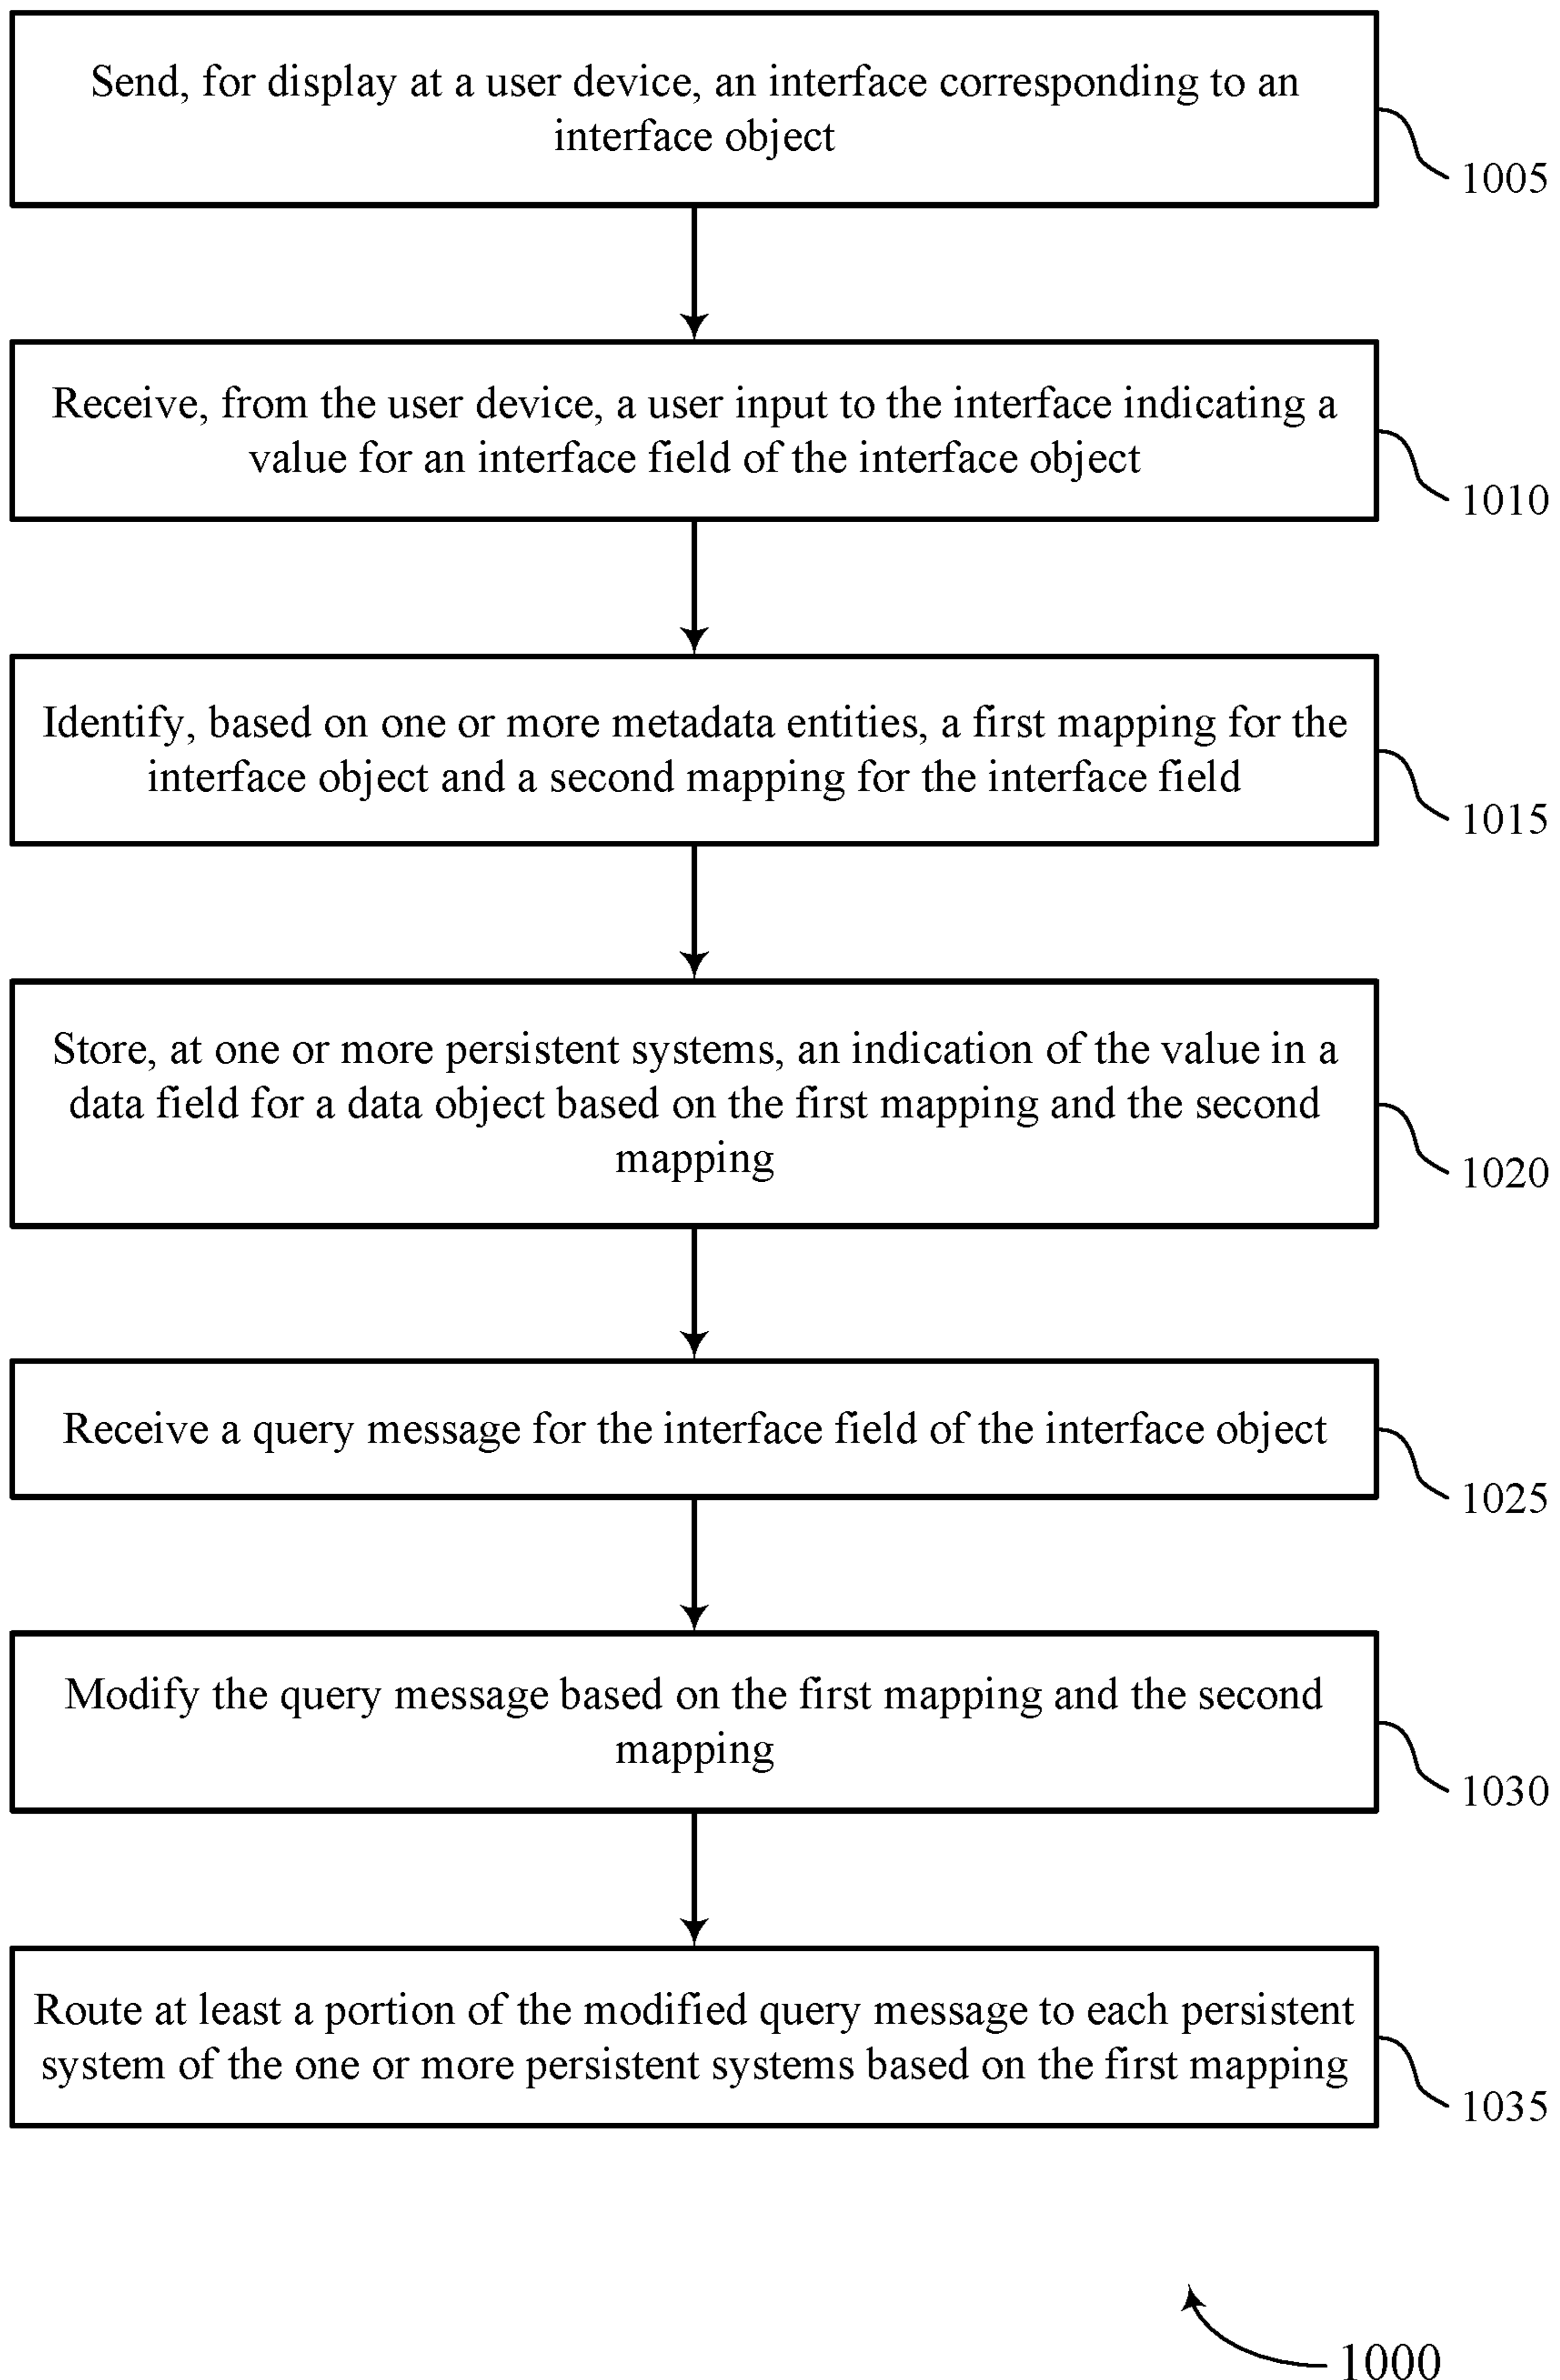 Send, for display at a user device, an interface corresponding to an
interface object
1005
Receive, from the user device, a user input to the interface indicating a
value for an interface field of the interface object
1010
Identify, based on one or more metadata entities, a first mapping for the
interface object and a second mapping for the interface field
1015
Store, at one or more persistent systems, an indication of the value in a
data field for a data object based on the first mapping and the second
mapping
1020
Receive a query message for the interface field of the interface object
1025
Modify the query message based on the first mapping and the second
mapping
1030
Route at least a portion of the modified query message to each persistent
system of the one or more persistent systems based on the first mapping
1035
1000